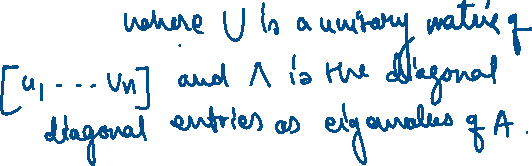 where U is a unitary matrix of
[u₁ .... Un] and Λ is the diagonal
diagonal entries as eigenvalues of A.